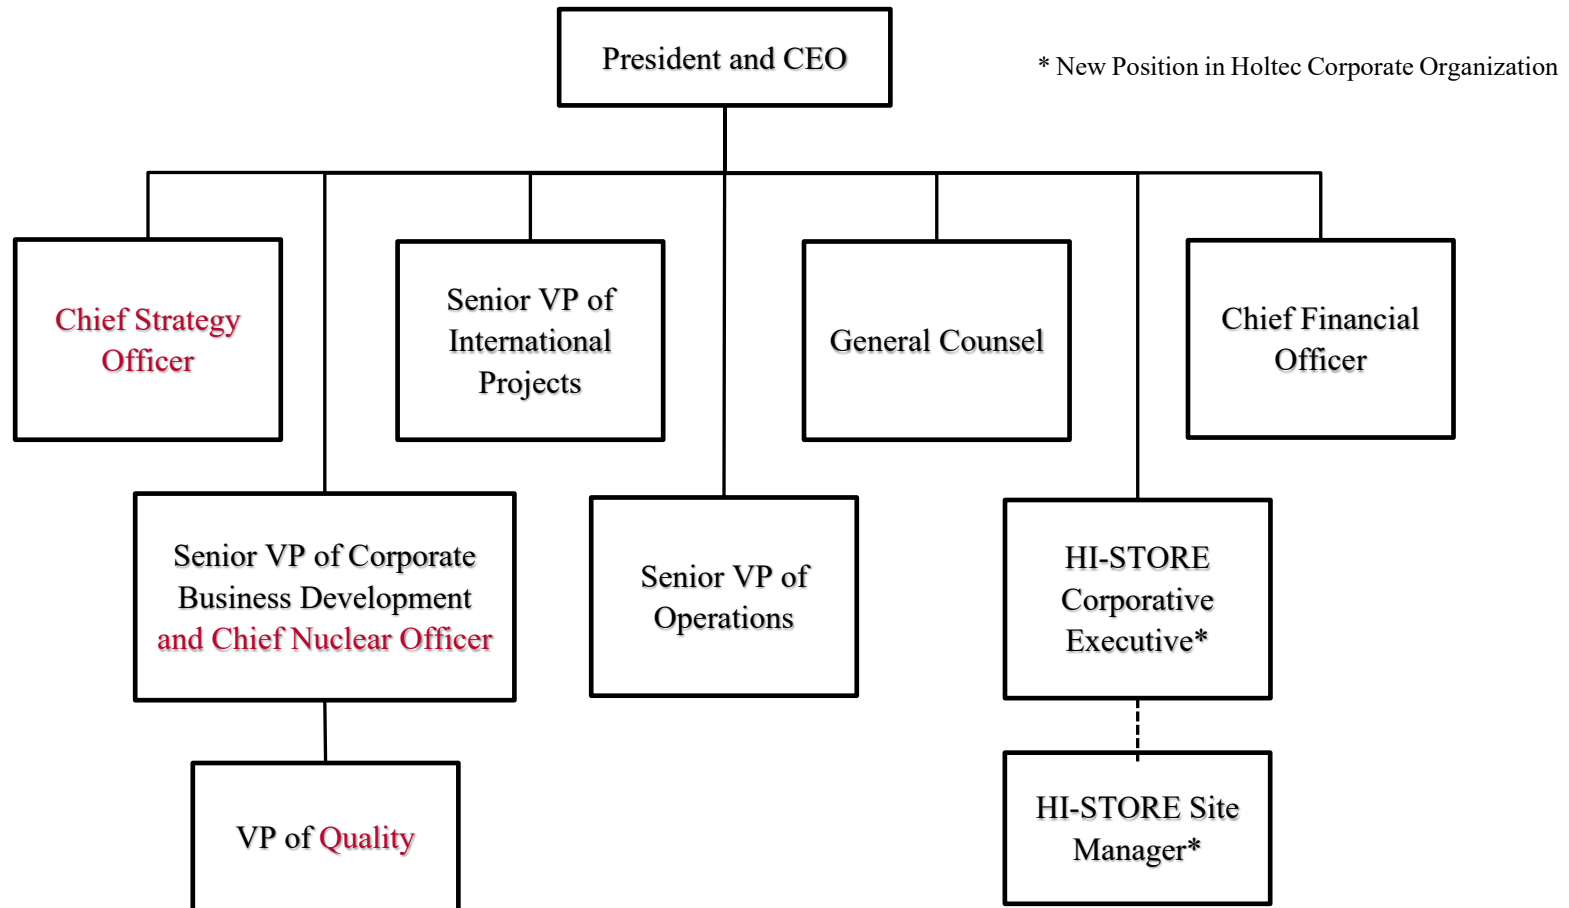 President and CEO
* New Position in Holtec Corporate Organization
Chief Strategy
Officer
Senior VP of
International
Projects
General Counsel
Chief Financial
Officer
Senior VP of Corporate
Business Development
and Chief Nuclear Officer
Senior VP of
Operations
HI-STORE
Corporative
Executive*
VP of Quality
HI-STORE Site
Manager*